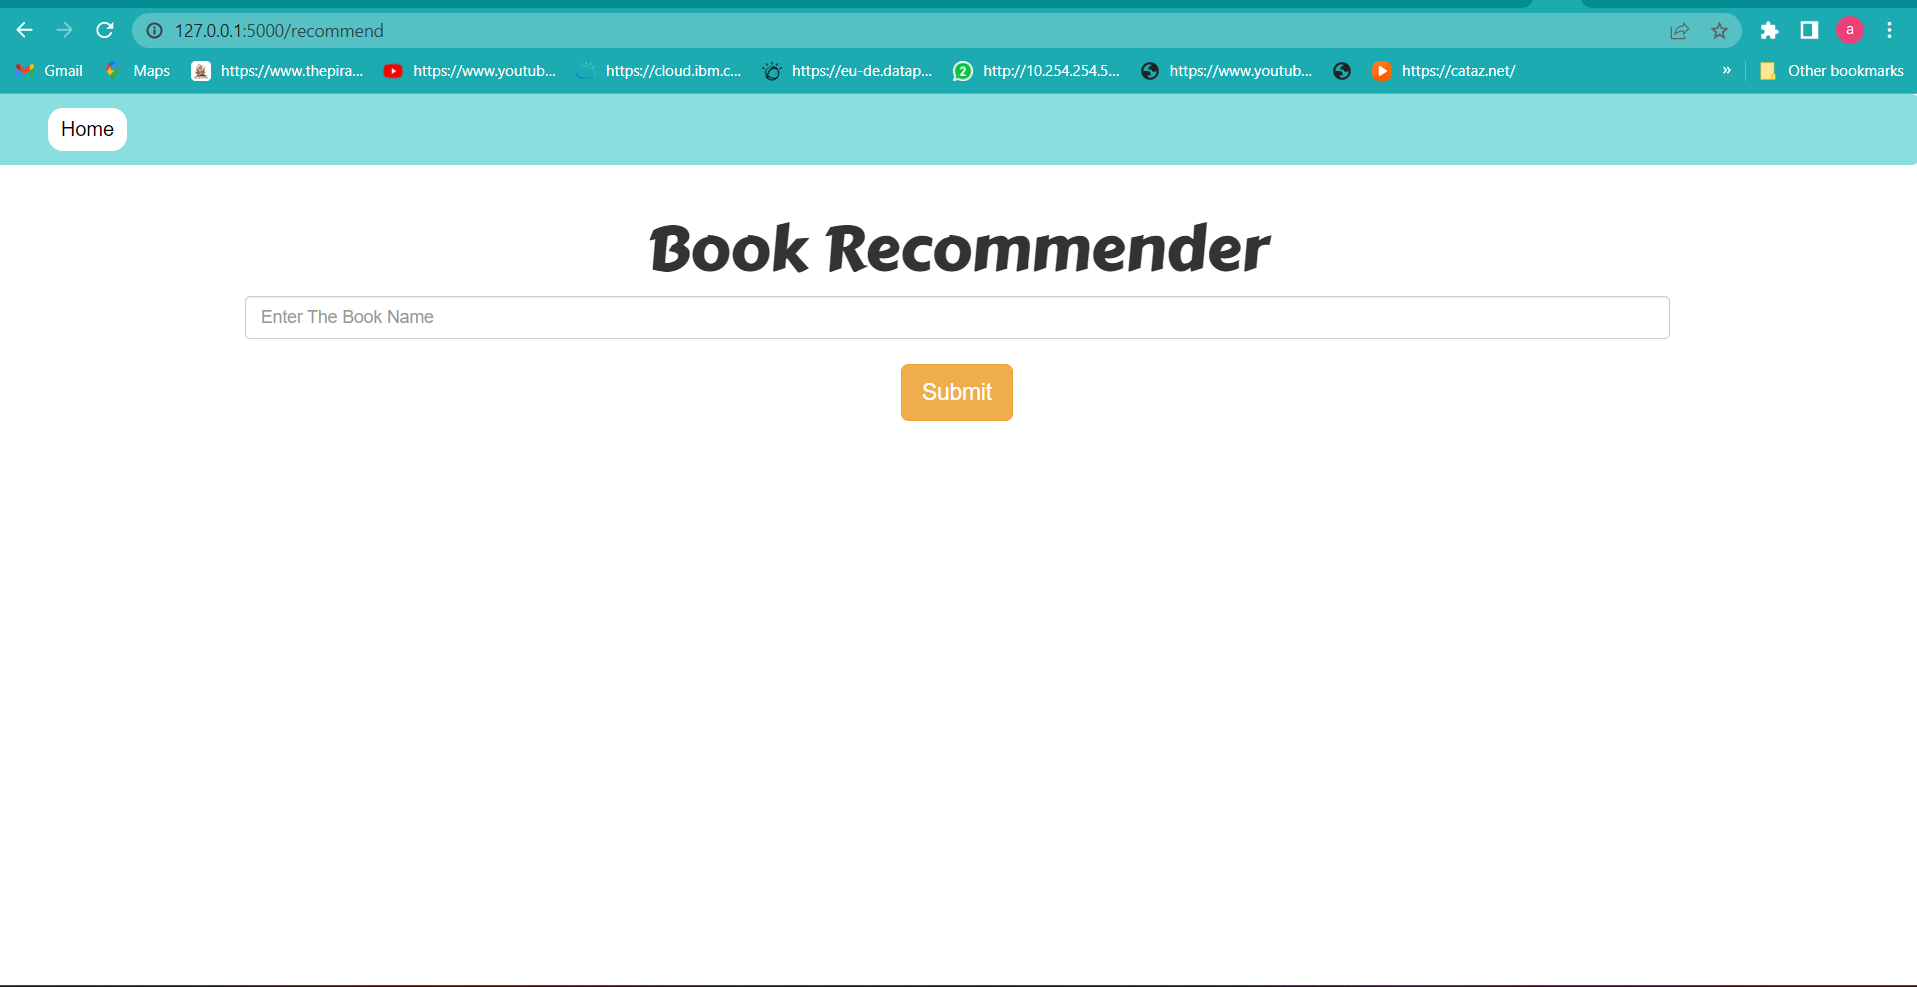 127.0.0.1:5000/recommend
a
Gmail Maps https://www.thepira... https://www.youtub... https://cloud.ibm.c... https://eu-de.datap... 2 http://10.254.254.5... https://www.youtub... https://cataz.net/ » Other bookmarks
Home
Book Recommender
Enter The Book Name
Submit